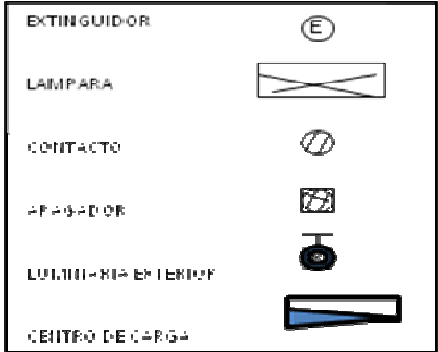 EXTINGUIDOR
E
LAMPARA
CONTACTO
APAGADOR
LUMINARIA EXTERIOR
CENTRO DE CARGA